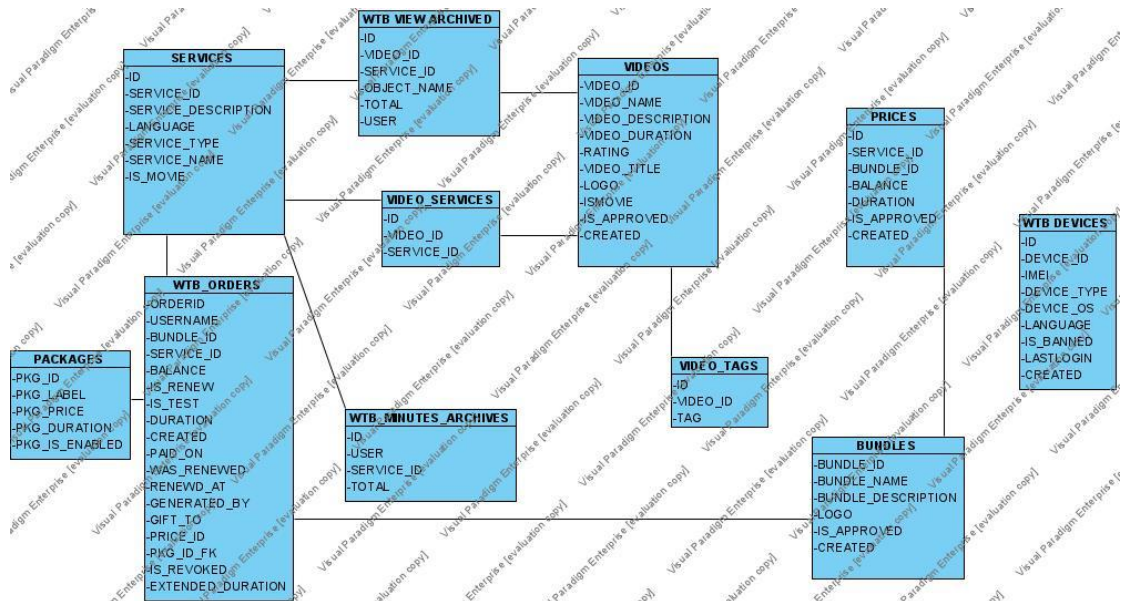 WTB VIEW ARCHIVED
-ID
-VIDEO_ID
-SERVICE_ID
-OBJECT_NAME
-TOTAL
-USER
SERVICES
-ID
-SERVICE_ID
-SERVICE_DESCRIPTION
-LANGUAGE
-SERVICE_TYPE
-SERVICE_NAME
-IS_MOVIE
VIDEOS
-VIDEO_ID
-VIDEO_NAME
-VIDEO_DESCRIPTION
-VIDEO_DURATION
-RATING
-VIDEO_TITLE
-LOGO
-ISMOVIE
-IS_APPROVED
-CREATED
PRICES
-ID
-SERVICE_ID
-BUNDLE_ID
-BALANCE
-DURATION
-IS_APPROVED
-CREATED
VIDEO_SERVICES
-ID
-VIDEO_ID
-SERVICE_ID
WTB DEVICES
-ID
-DEVICE_ID
-IMEI
-DEVICE_TYPE
-DEVICE_OS
-LANGUAGE
-IS_BANNED
-LASTLOGIN
-CREATED
WTB_ORDERS
-ORDERID
-USERNAME
-BUNDLE_ID
-SERVICE_ID
-BALANCE
-IS_RENEW
-IS_TEST
-DURATION
-CREATED
-PAID_ON
-WAS_RENEWED
-RENEWD_AT
-GENERATED_BY
-GIFT_TO
-PRICE_ID
-PKG_ID_FK
-IS_REVOKED
-EXTENDED_DURATION
PACKAGES
-PKG_ID
-PKG_LABEL
-PKG_PRICE
-PKG_DURATION
-PKG_IS_ENABLED
VIDEO_TAGS
-ID
-VIDEO_ID
-TAG
WTB_MINUTES_ARCHIVES
-ID
-USER
-SERVICE_ID
-TOTAL
BUNDLES
-BUNDLE_ID
-BUNDLE_NAME
-BUNDLE_DESCRIPTION
-LOGO
-IS_APPROVED
-CREATED
Visual Paradigm Enterprise [evaluation copy]